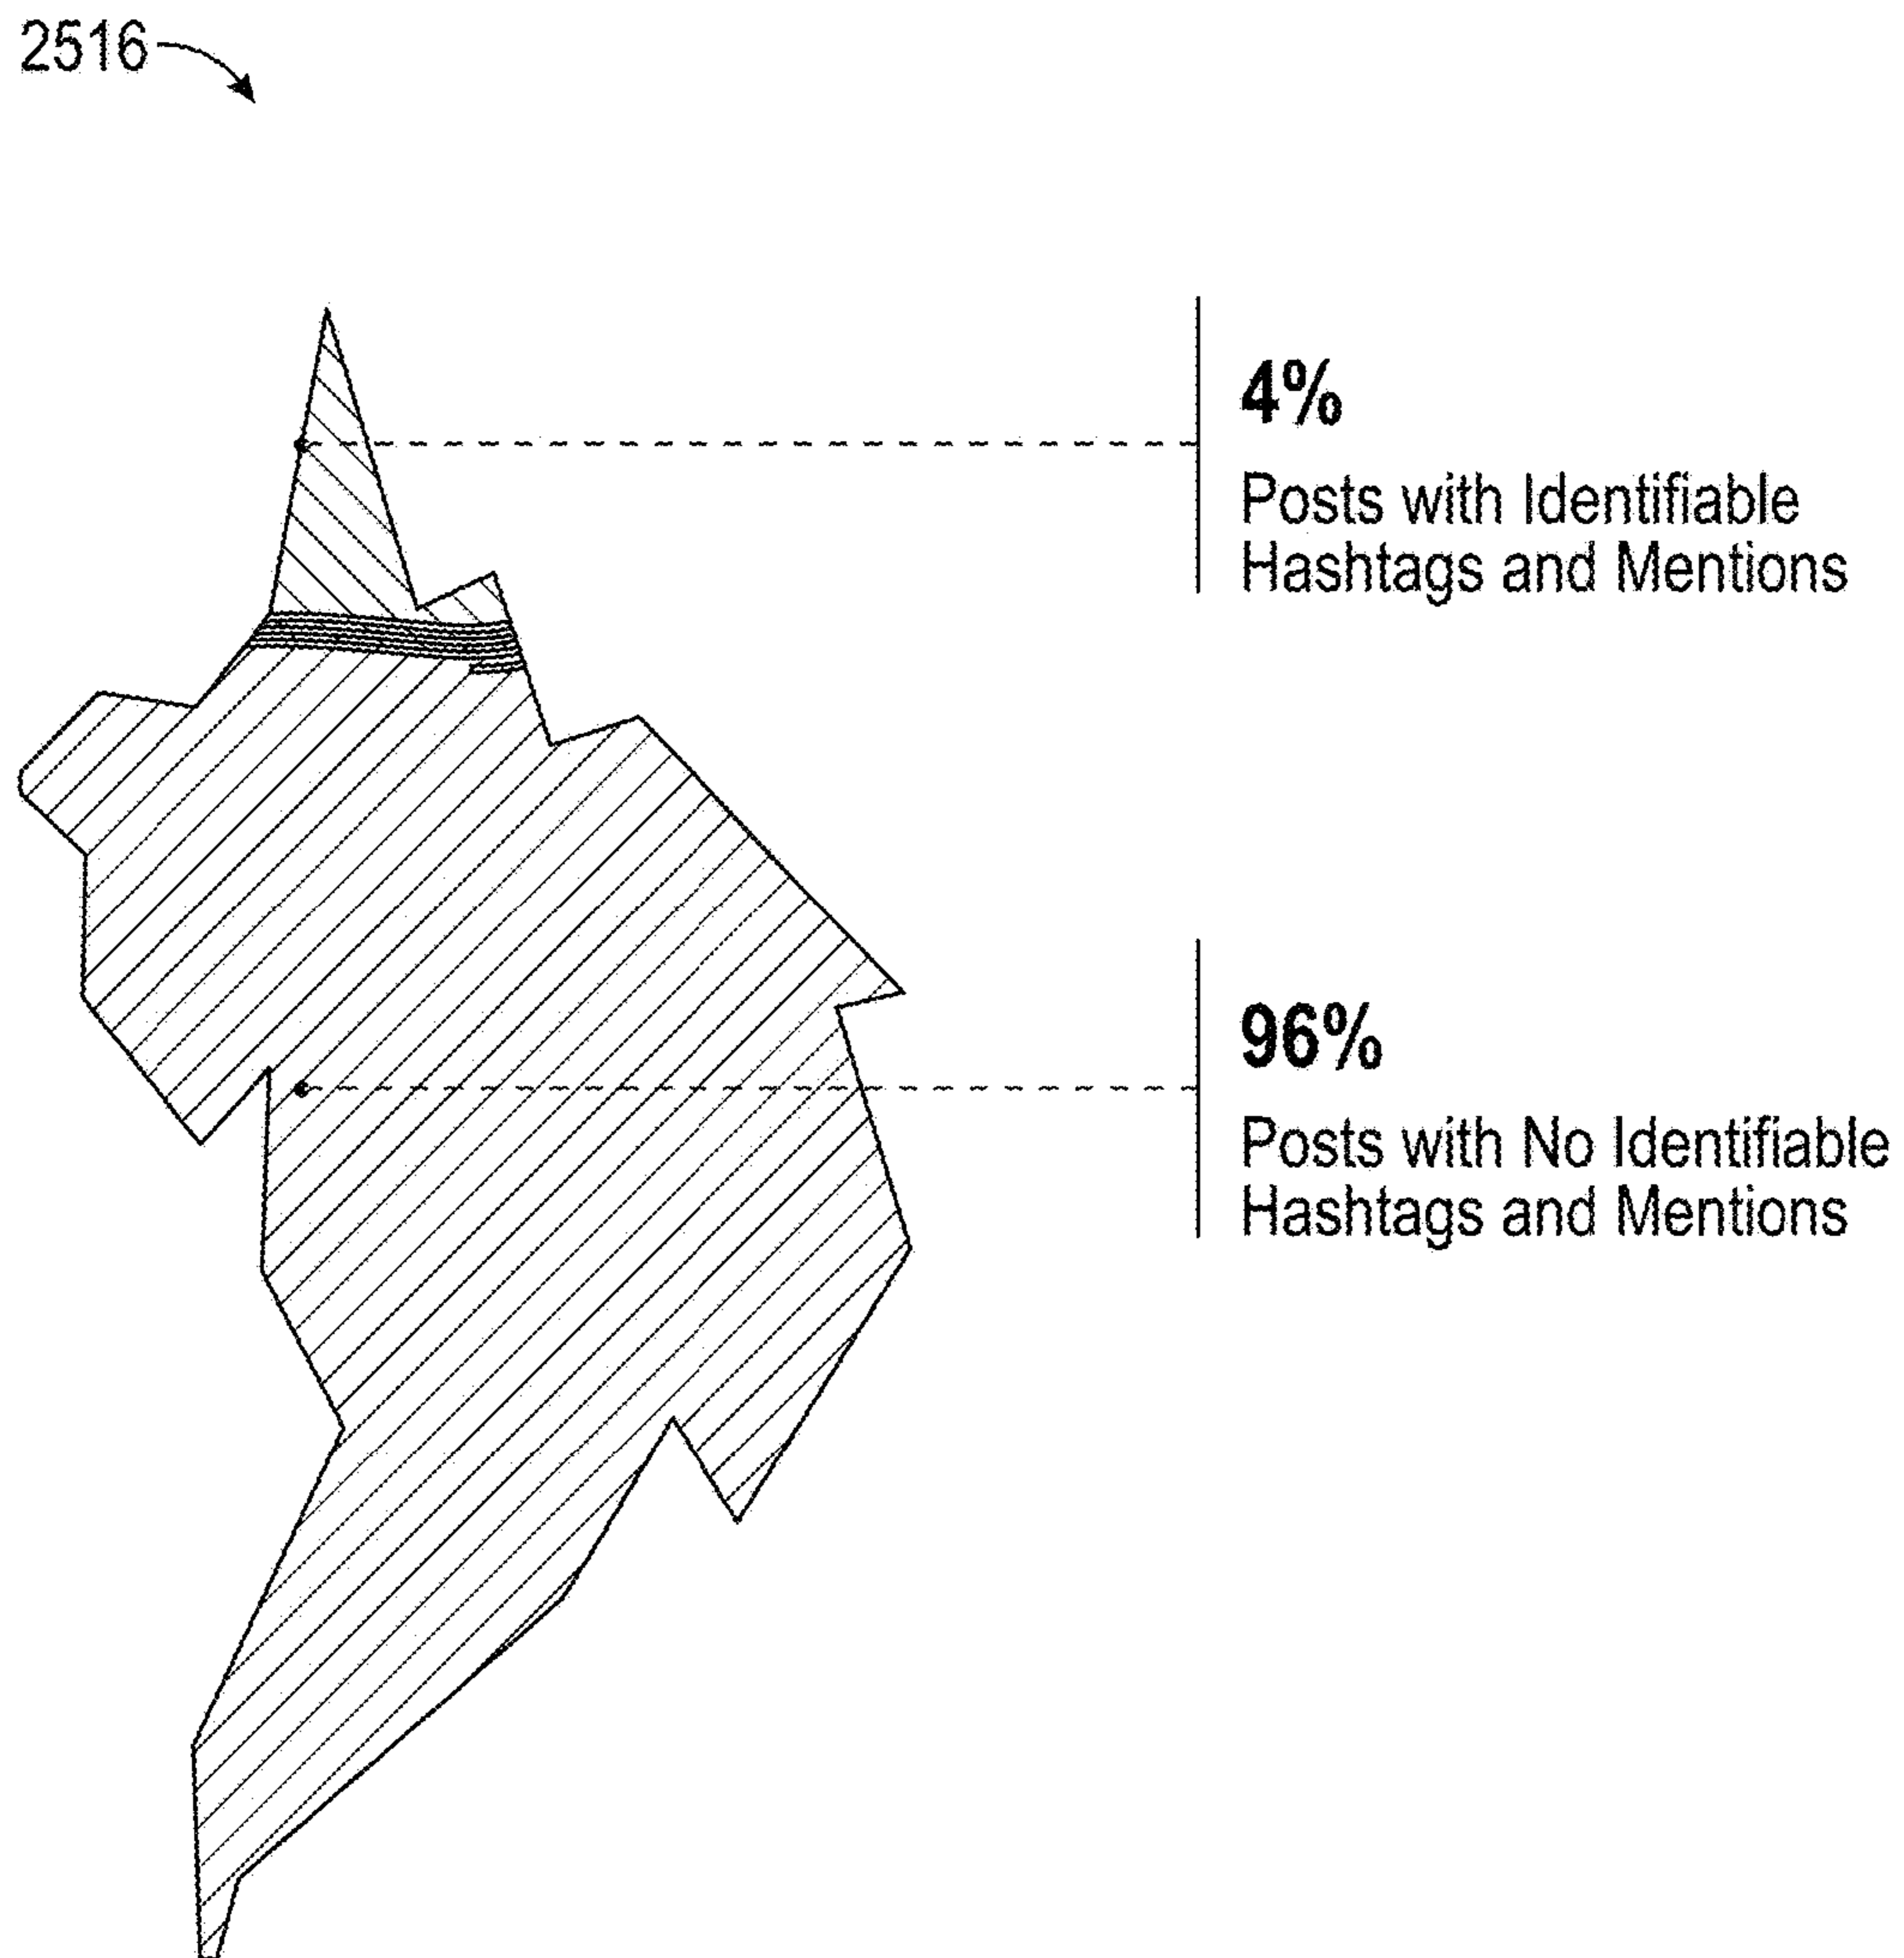 2516
4%
Posts with Identifiable
Hashtags and Mentions
96%
Posts with No Identifiable
Hashtags and Mentions